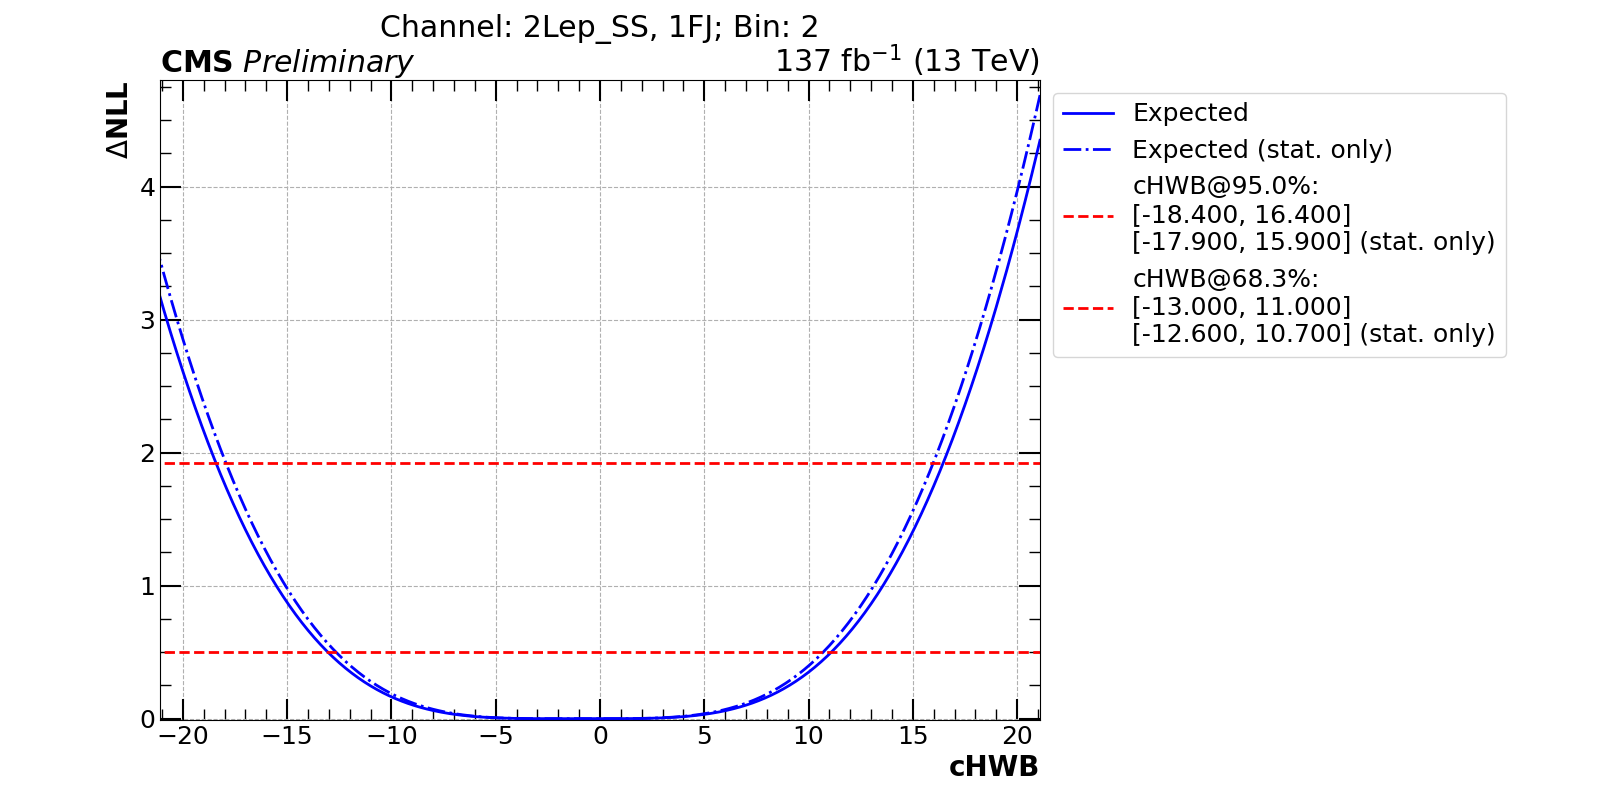 Channel: 2Lep_SS, 1FJ; Bin: 2
CMS Preliminary
137 fb⁻¹ (13 TeV)
ΔNLL
4
3
2
1
0
−20
−15
−10
−5
0
5
10
15
20
cHWB
Expected
Expected (stat. only)
cHWB@95.0%:
[-18.400, 16.400]
[-17.900, 15.900] (stat. only)
cHWB@68.3%:
[-13.000, 11.000]
[-12.600, 10.700] (stat. only)